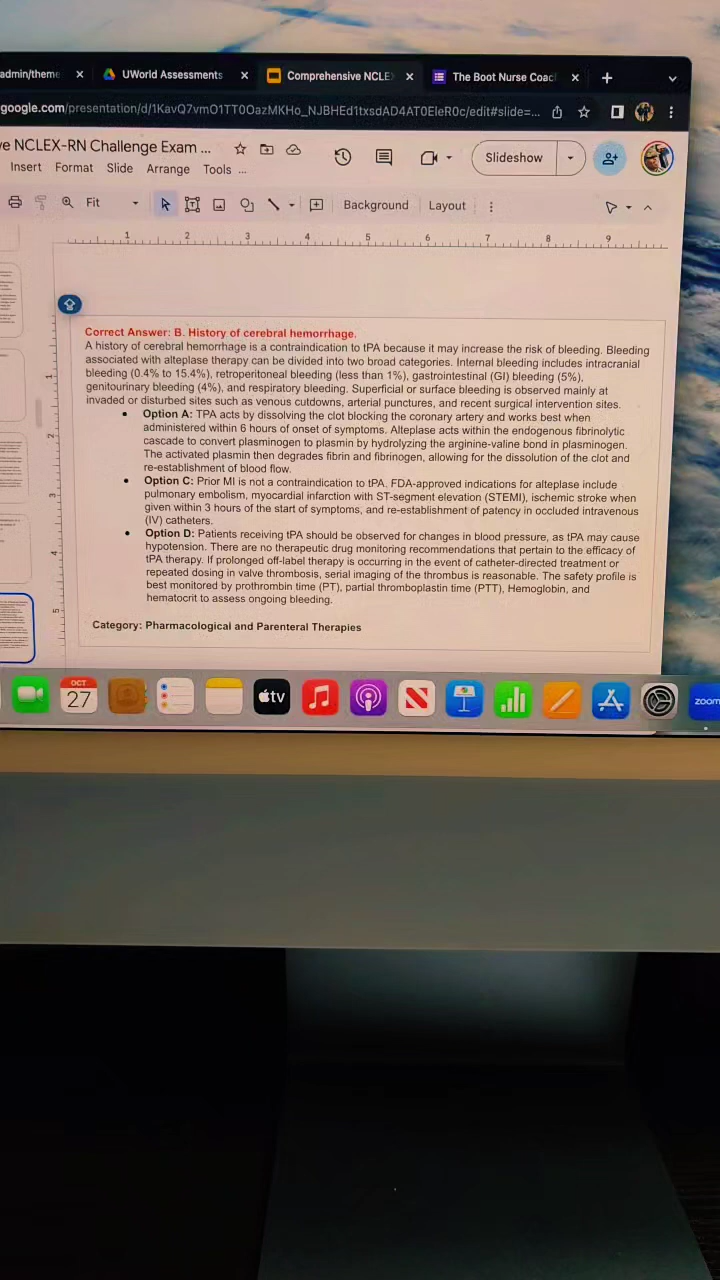 admin/theme
UWorld Assessments
Comprehensive NCLEX
The Boot Nurse Coac
google.com/presentation/d/1KavQ7vmO1TT0OazMKHo_NJBHEd1txsdAD4AT0EleR0c/edit#slide=...
ve NCLEX-RN Challenge Exam ...
Slideshow
Insert Format Slide Arrange Tools ...
Fit
Background
Layout
1 2 3 4 5 6 7 8 9
Correct Answer: B. History of cerebral hemorrhage.
A history of cerebral hemorrhage is a contraindication to tPA because it may increase the risk of bleeding. Bleeding
associated with alteplase therapy can be divided into two broad categories. Internal bleeding includes intracranial
bleeding (0.4% to 15.4%), retroperitoneal bleeding (less than 1%), gastrointestinal (GI) bleeding (5%),
genitourinary bleeding (4%), and respiratory bleeding. Superficial or surface bleeding is observed mainly at
invaded or disturbed sites such as venous cutdowns, arterial punctures, and recent surgical intervention sites.
• Option A: TPA acts by dissolving the clot blocking the coronary artery and works best when
administered within 6 hours of onset of symptoms. Alteplase acts within the endogenous fibrinolytic
cascade to convert plasminogen to plasmin by hydrolyzing the arginine-valine bond in plasminogen.
The activated plasmin then degrades fibrin and fibrinogen, allowing for the dissolution of the clot and
re-establishment of blood flow.
• Option C: Prior MI is not a contraindication to tPA. FDA-approved indications for alteplase include
pulmonary embolism, myocardial infarction with ST-segment elevation (STEMI), ischemic stroke when
given within 3 hours of the start of symptoms, and re-establishment of patency in occluded intravenous
(IV) catheters.
• Option D: Patients receiving tPA should be observed for changes in blood pressure, as tPA may cause
hypotension. There are no therapeutic drug monitoring recommendations that pertain to the efficacy of
tPA therapy. If prolonged off-label therapy is occurring in the event of catheter-directed treatment or
repeated dosing in valve thrombosis, serial imaging of the thrombus is reasonable. The safety profile is
best monitored by prothrombin time (PT), partial thromboplastin time (PTT), Hemoglobin, and
hematocrit to assess ongoing bleeding.
Category: Pharmacological and Parenteral Therapies
1
2
3
4
5
OCT
27
tv
zoom